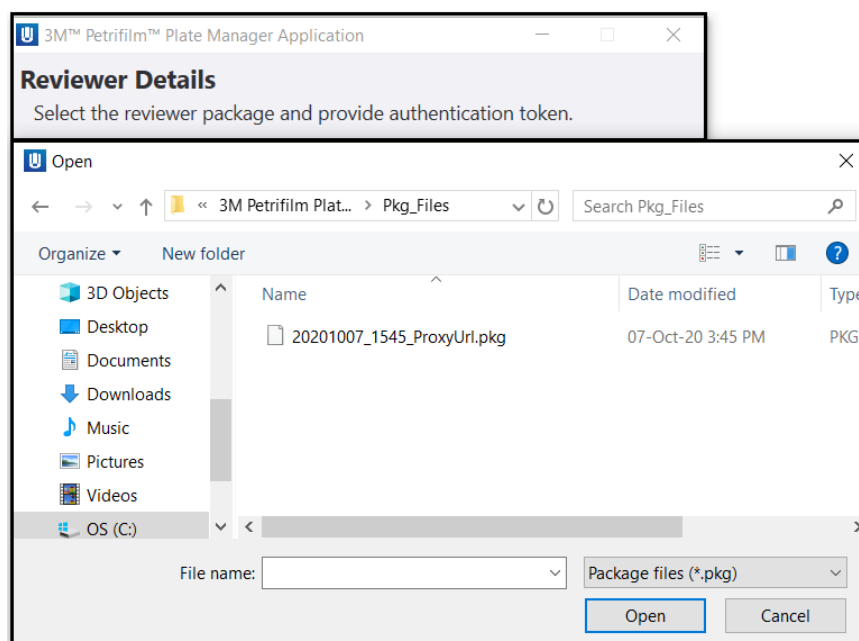 3M™ Petrifilm™ Plate Manager Application
Reviewer Details
Select the reviewer package and provide authentication token.
Open
« 3M Petrifilm Plat... > Pkg_Files
Search Pkg_Files
Organize
New folder
Name
Date modified
Type
3D Objects
Desktop
Documents
Downloads
Music
Pictures
Videos
OS (C:)
20201007_1545_ProxyUrl.pkg
07-Oct-20 3:45 PM
PKG
File name:
Package files (*.pkg)
Open
Cancel